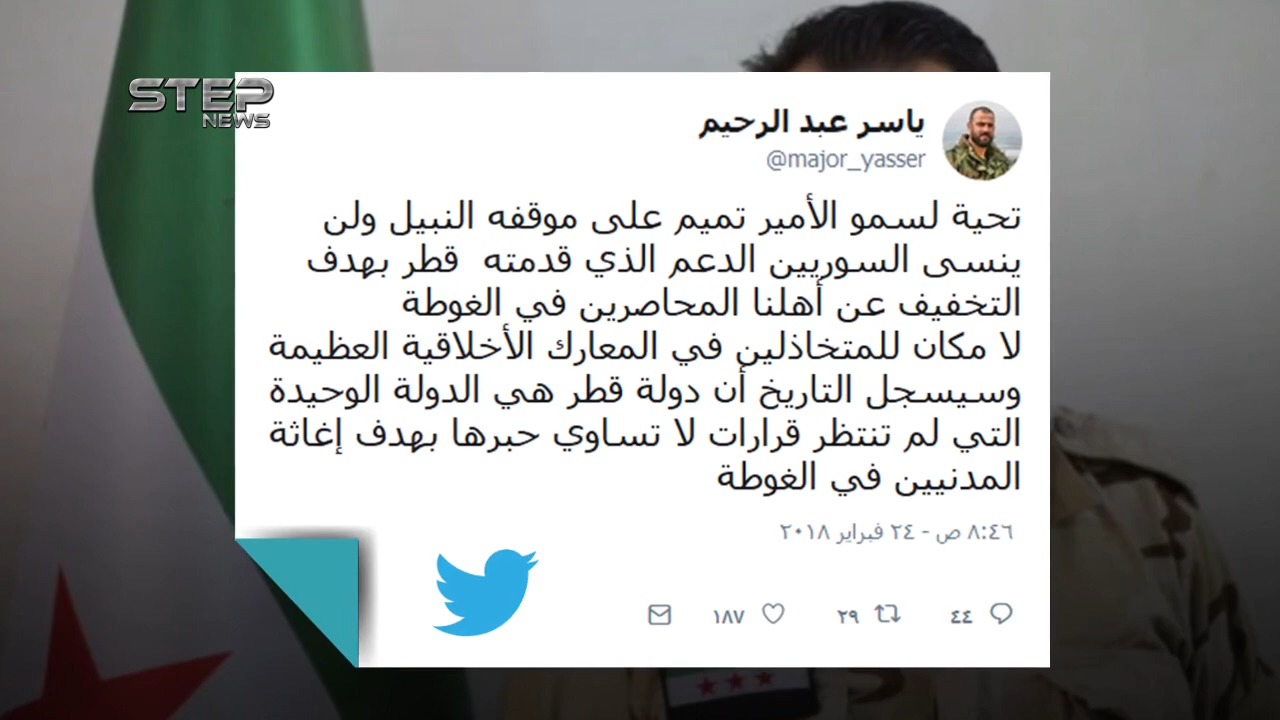 STEP
NEWS
ياسر عبد الرحيم
@major_yasser
تحية لسمو الأمير تميم على موقفه النبيل ولن
ينسى السوريين الدعم الذي قدمته قطر بهدف
التخفيف عن أهلنا المحاصرين في الغوطة
لا مكان للمتخاذلين في المعارك الأخلاقية العظيمة
وسيسجل التاريخ أن دولة قطر هي الدولة الوحيدة
التي لم تنتظر قرارات لا تساوي حبرها بهدف إغاثة
المدنيين في الغوطة
٨:٤٦ ص - ٢٤ فبراير ٢٠١٨
٤٤ ٢٩ ١٨٧